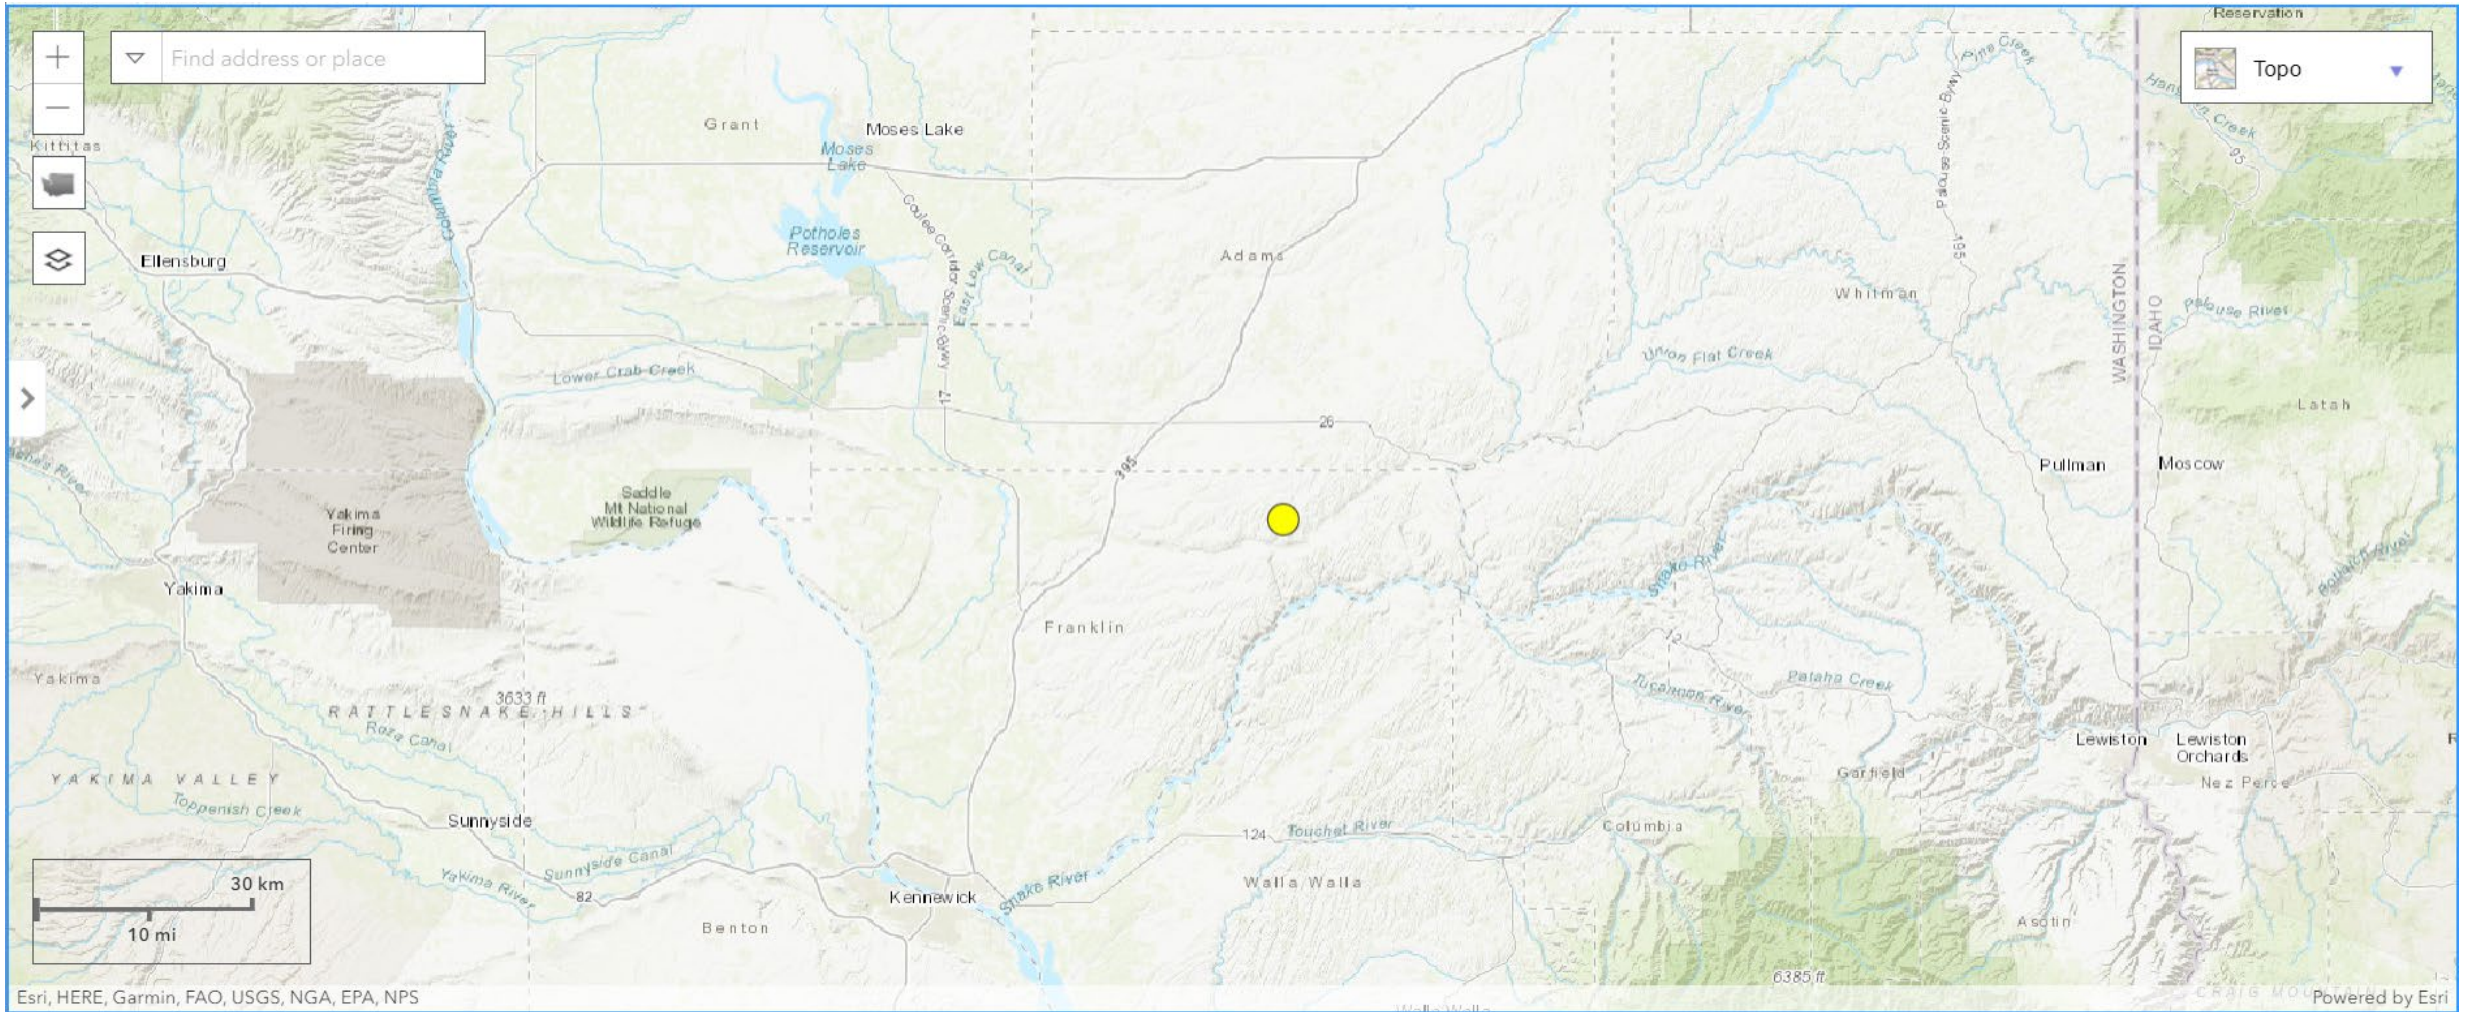 Reservation
Find address or place
Topo
Pine Creek
Palouse Scenic Bywy
Grant
Moses Lake
Kittitas
Moses
Lake
Columbia River
95
Coulee Corridor Scenic Bywy
Potholes
Reservoir
Ellensburg
East Low Canal
Adams
195
Whitman
WASHINGTON
IDAHO
Palouse River
Union Flat Creek
Lower Crab Creek
17
26
Latah
395
Pullman
Moscow
Saddle
Mt National
Wildlife Refuge
Yakima
Firing
Center
Snake River
Potlatch River
Yakima
Franklin
12
Yakima
3633 ft
RATTLESNAKE HILLS
Roza Canal
Tucannon River
Pataha Creek
Lewiston
Lewiston
Orchards
YAKIMA VALLEY
Toppenish Creek
Garfield
Nez Perce
Sunnyside
124
Touchet River
Columbia
Sunnyside Canal
Yakima River
82
30 km
10 mi
Kennewick
Snake River
Walla Walla
Benton
Asotin
6385 ft
Esri, HERE, Garmin, FAO, USGS, NGA, EPA, NPS
Walla Walla
Powered by Esri